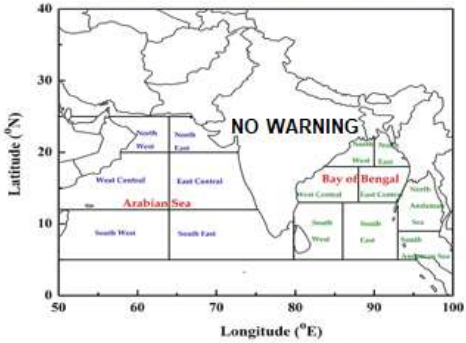 40
30
20
10
0
50
60
70
80
90
100
Latitude (°N)
Longitude (°E)
NO WARNING
North
West
North
East
West Central
East Central
Arabian Sea
South West
South East
North
West
North
East
Bay of Bengal
West Central
East Central
South
West
South
East
North
Andaman
Sea
South
Andaman Sea